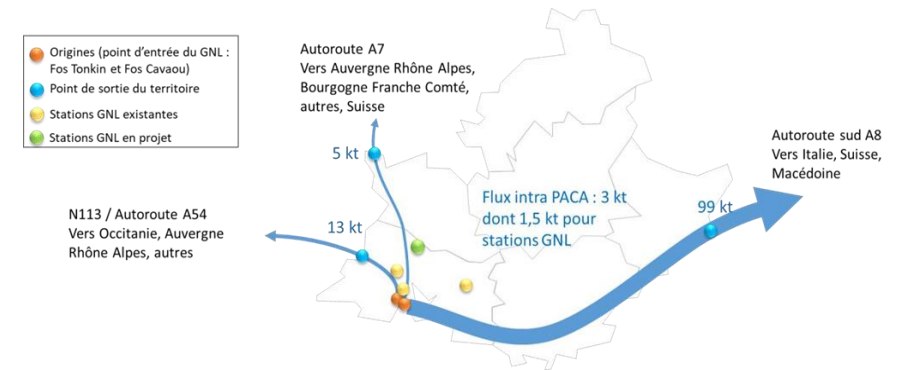 Origines (point d'entrée du GNL :
Fos Tonkin et Fos Cavaou)
Point de sortie du territoire
Stations GNL existantes
Stations GNL en projet
Autoroute A7
Vers Auvergne Rhône Alpes,
Bourgogne Franche Comté,
autres, Suisse
5 kt
N113 / Autoroute A54
Vers Occitanie, Auvergne
Rhône Alpes, autres
13 kt
Flux intra PACA : 3 kt
dont 1,5 kt pour
stations GNL
99 kt
Autoroute sud A8
Vers Italie, Suisse,
Macédoine